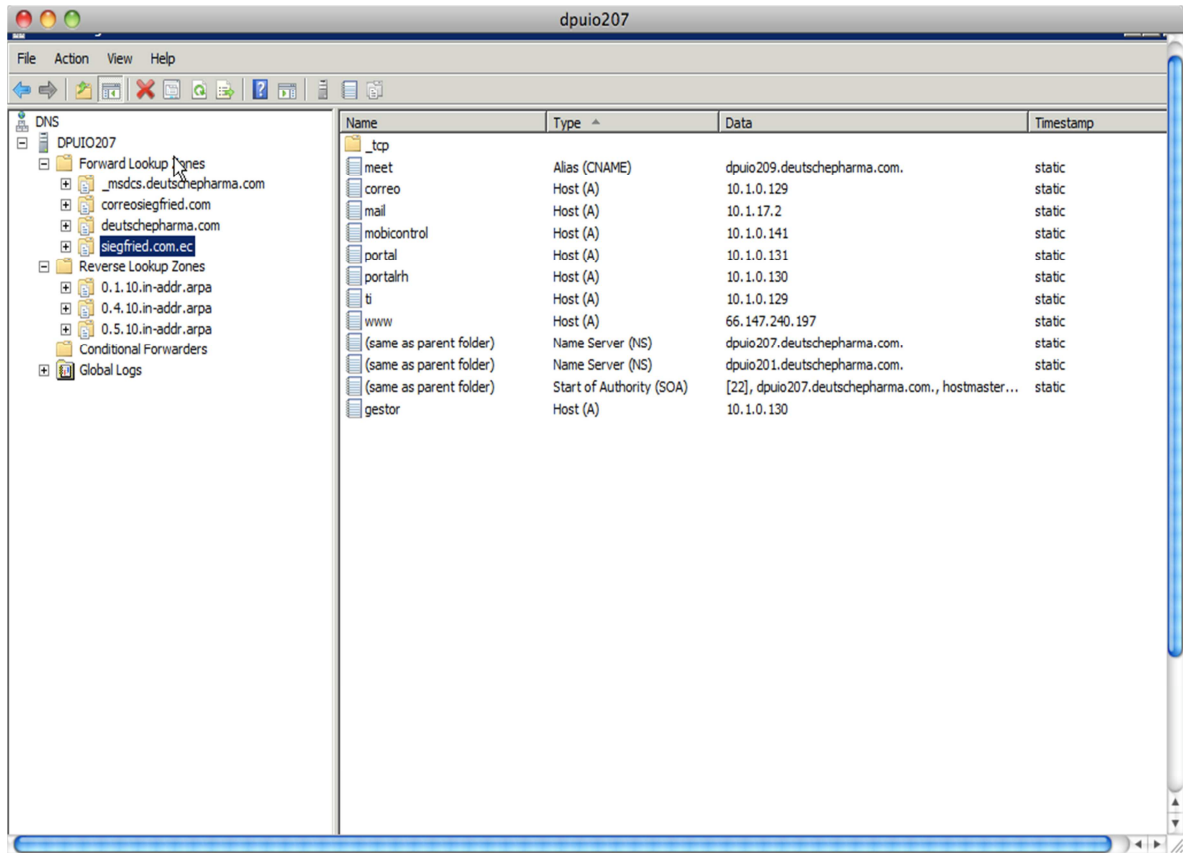 dpuio207
File Action View Help
DNS
DPUIO207
Forward Lookup Zones
_msdcs.deutschepharma.com
correosiegfried.com
deutschepharma.com
siegfried.com.ec
Reverse Lookup Zones
0.1.10.in-addr.arpa
0.4.10.in-addr.arpa
0.5.10.in-addr.arpa
Conditional Forwarders
Global Logs
Name Type Data Timestamp
_tcp
meet Alias (CNAME) dpuio209.deutschepharma.com. static
correo Host (A) 10.1.0.129 static
mail Host (A) 10.1.17.2 static
mobicontrol Host (A) 10.1.0.141 static
portal Host (A) 10.1.0.131 static
portalrh Host (A) 10.1.0.130 static
ti Host (A) 10.1.0.129 static
www Host (A) 66.147.240.197 static
(same as parent folder) Name Server (NS) dpuio207.deutschepharma.com. static
(same as parent folder) Name Server (NS) dpuio201.deutschepharma.com. static
(same as parent folder) Start of Authority (SOA) [22], dpuio207.deutschepharma.com., hostmaster... static
gestor Host (A) 10.1.0.130